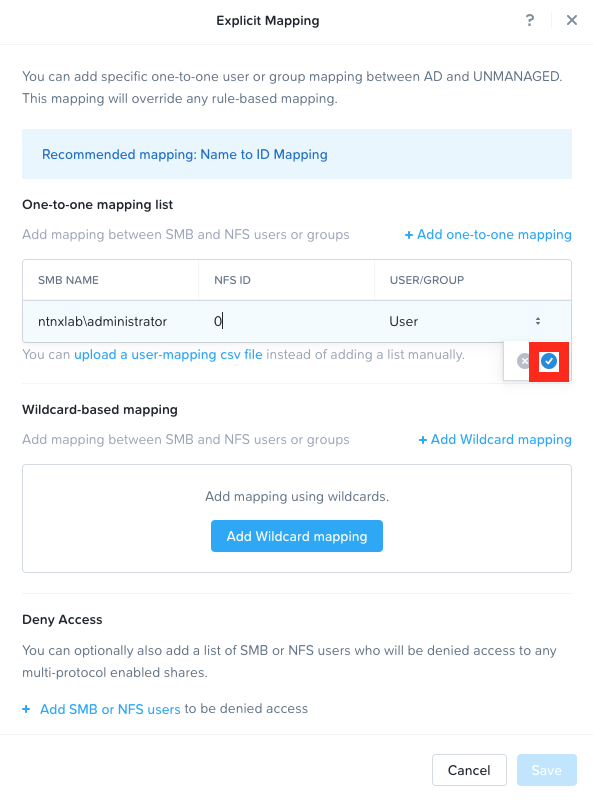 Explicit Mapping
?
You can add specific one-to-one user or group mapping between AD and UNMANAGED.
This mapping will override any rule-based mapping.
Recommended mapping: Name to ID Mapping
One-to-one mapping list
Add mapping between SMB and NFS users or groups + Add one-to-one mapping
SMB NAME NFS ID USER/GROUP
ntnxlab\administrator 0 User
You can upload a user-mapping csv file instead of adding a list manually.
Wildcard-based mapping
Add mapping between SMB and NFS users or groups + Add Wildcard mapping
Add mapping using wildcards.
Add Wildcard mapping
Deny Access
You can optionally also add a list of SMB or NFS users who will be denied access to any
multi-protocol enabled shares.
+ Add SMB or NFS users to be denied access
Cancel Save